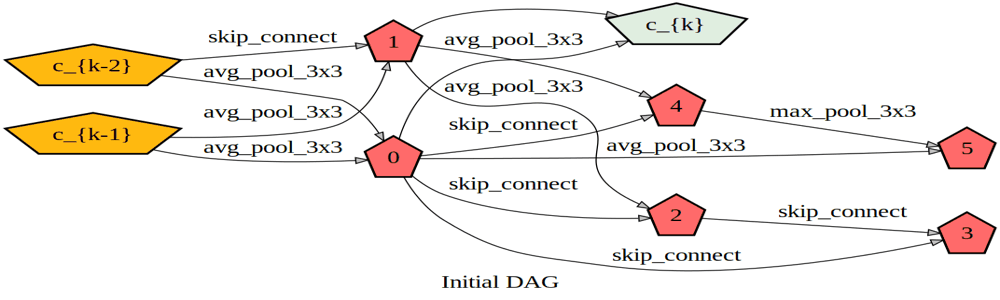 c_{k}
skip_connect
1
avg_pool_3x3
c_{k-2}
avg_pool_3x3
avg_pool_3x3
4
max_pool_3x3
avg_pool_3x3
skip_connect
c_{k-1}
avg_pool_3x3
avg_pool_3x3
5
0
skip_connect
2
skip_connect
3
skip_connect
Initial DAG